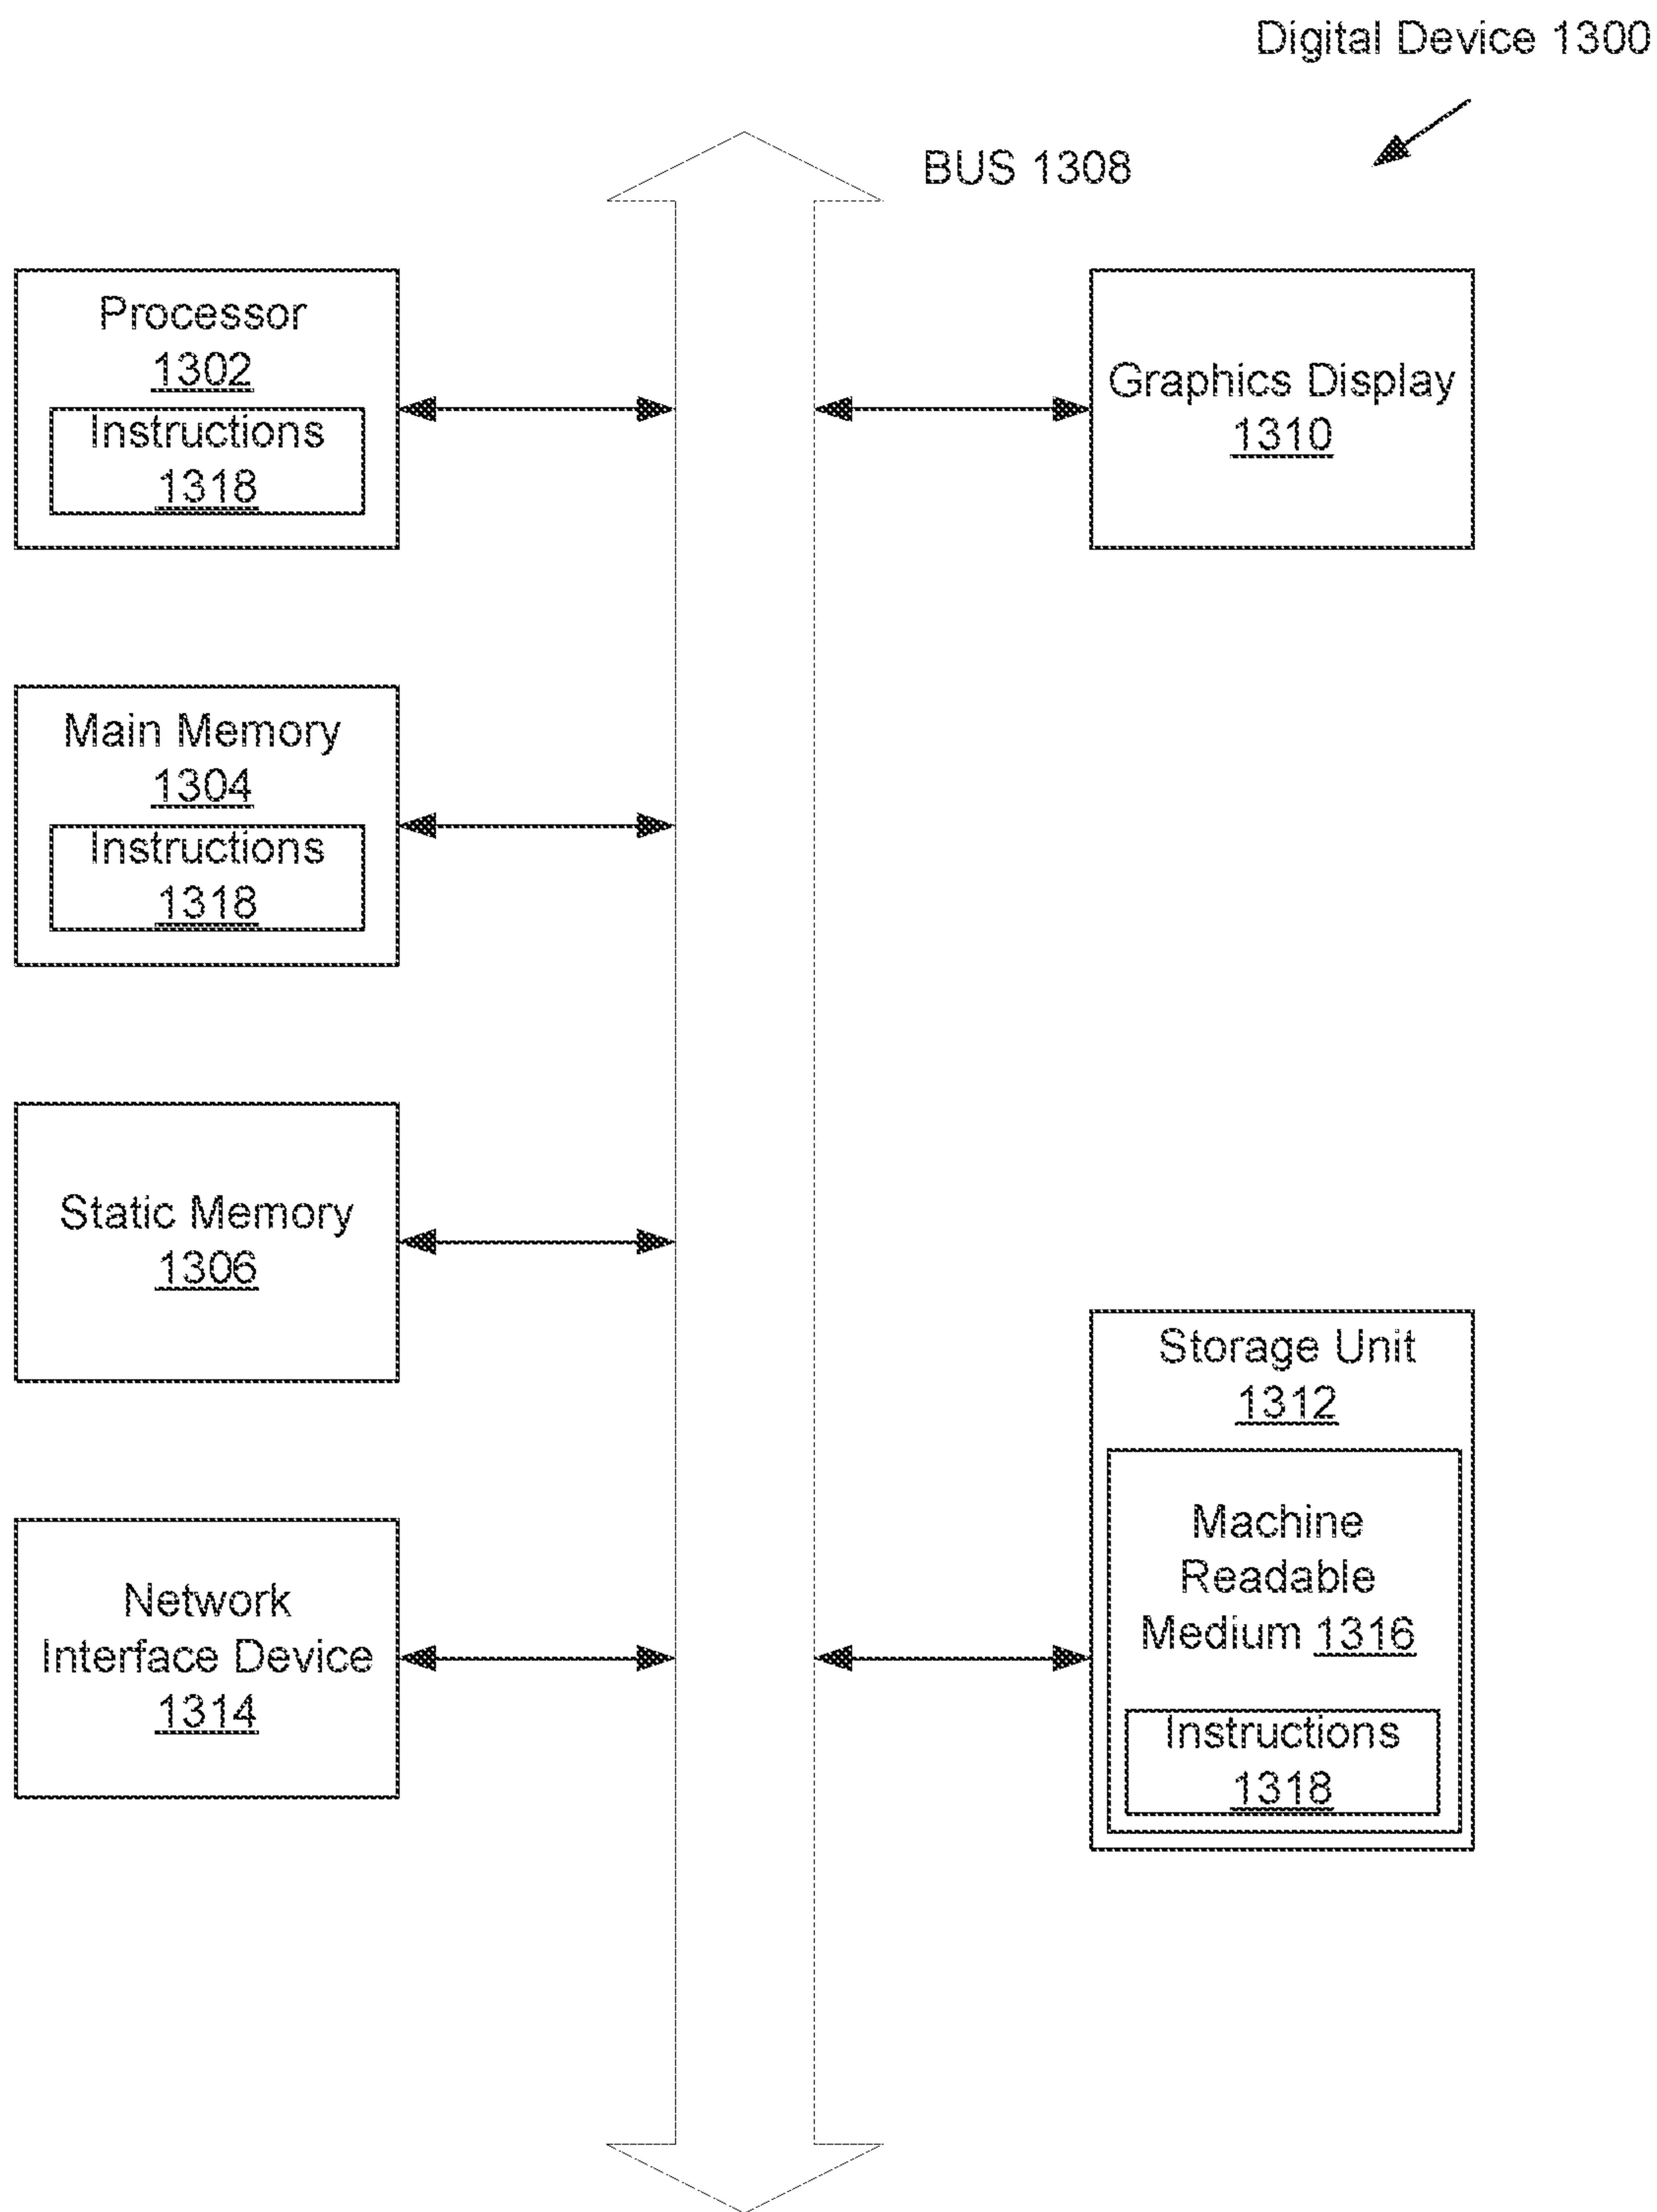 Digital Device 1300
BUS 1308
Processor
1302
Instructions
1318
Graphics Display
1310
Main Memory
1304
Instructions
1318
Static Memory
1306
Storage Unit
1312
Machine
Readable
Medium 1316
Instructions
1318
Network
Interface Device
1314